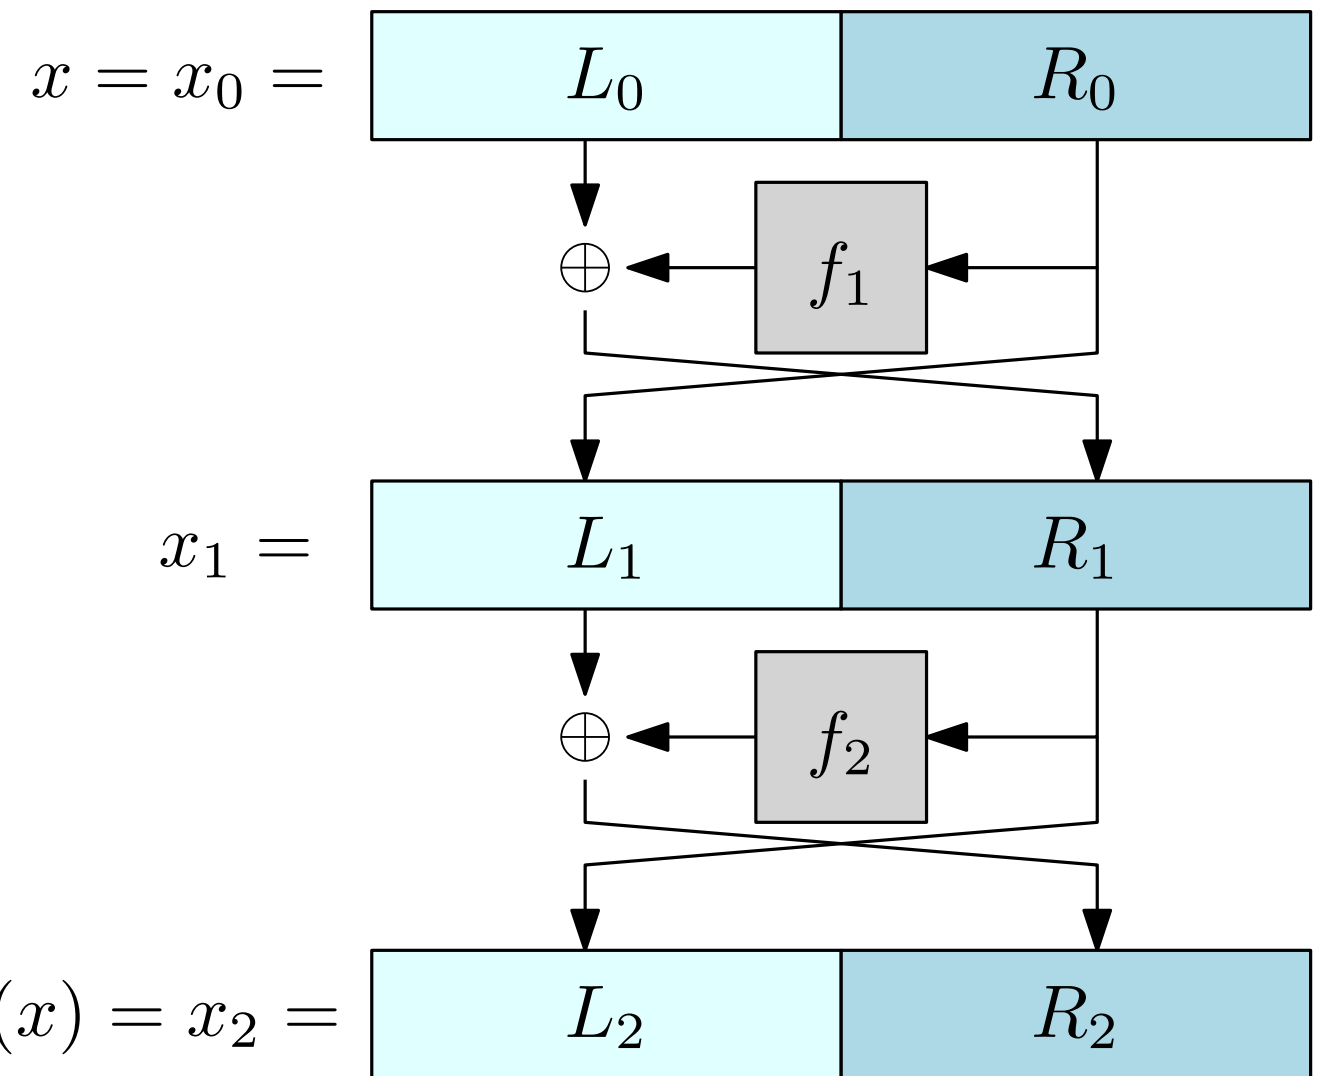 x = x₀ = L₀ R₀
f₁
x₁ = L₁ R₁
f₂
(x) = x₂ = L₂ R₂